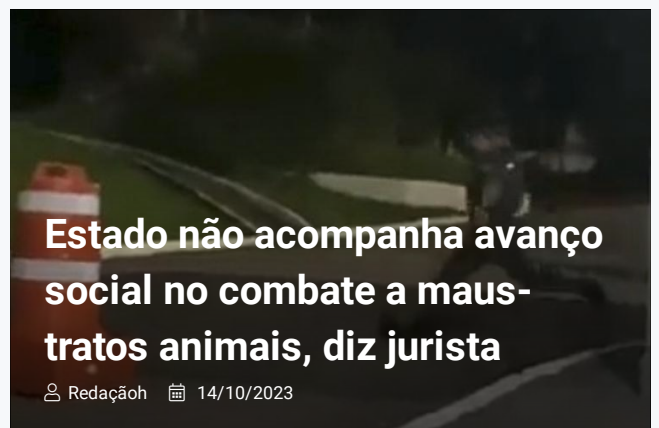 Estado não acompanha avanço
social no combate a maus-
tratos animais, diz jurista
Redaçãoh 14/10/2023